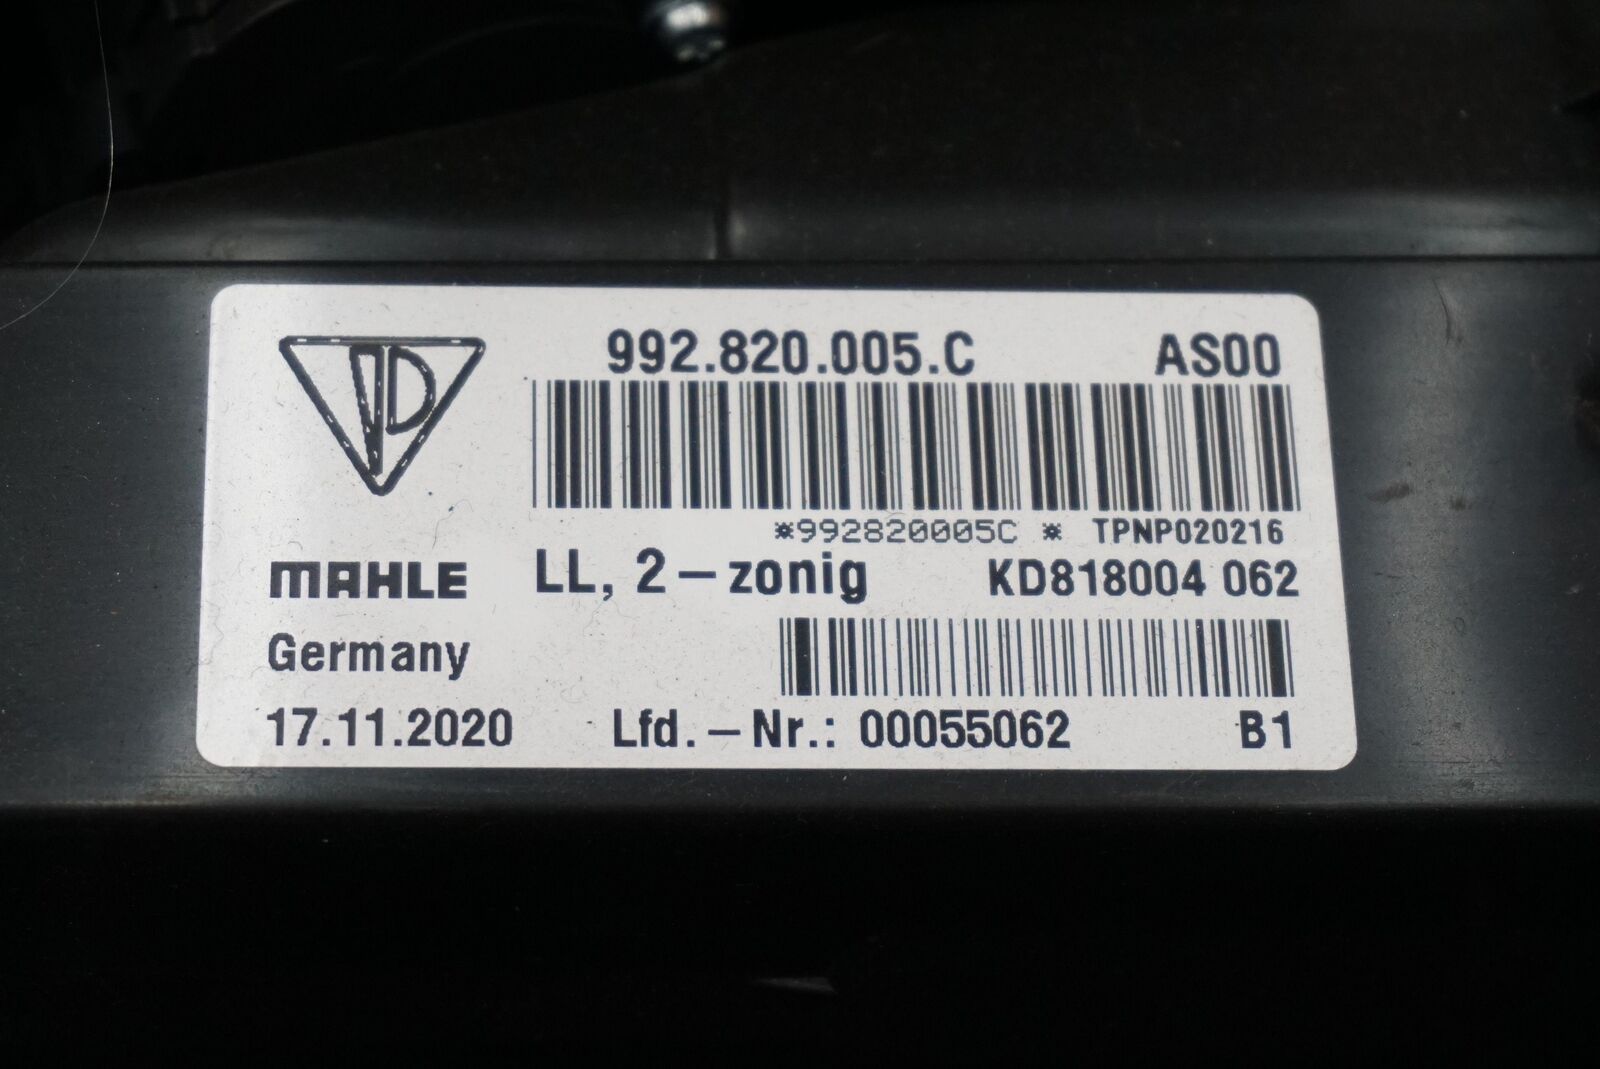 992.820.005.C AS00
*992820005C * TPNP020216
MAHLE LL, 2-zonig KD818004 062
Germany
17.11.2020 Lfd.-Nr.: 00055062 B1